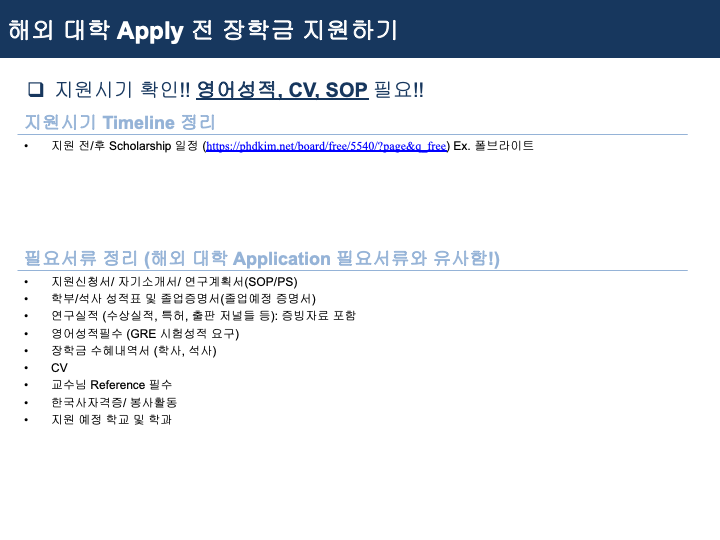 해외 대학 Apply 전 장학금 지원하기
❑ 지원시기 확인!! 영어성적, CV, SOP 필요!!
지원시기 Timeline 정리
• 지원 전/후 Scholarship 일정 (https://phdkim.net/board/free/5540/?page&q_free) Ex. 풀브라이트
필요서류 정리 (해외 대학 Application 필요서류와 유사함!)
• 지원신청서/ 자기소개서/ 연구계획서(SOP/PS)
• 학부/석사 성적표 및 졸업증명서(졸업예정 증명서)
• 연구실적 (수상실적, 특허, 출판 저널들 등): 증빙자료 포함
• 영어성적필수 (GRE 시험성적 요구)
• 장학금 수혜내역서 (학사, 석사)
• CV
• 교수님 Reference 필수
• 한국사자격증/ 봉사활동
• 지원 예정 학교 및 학과